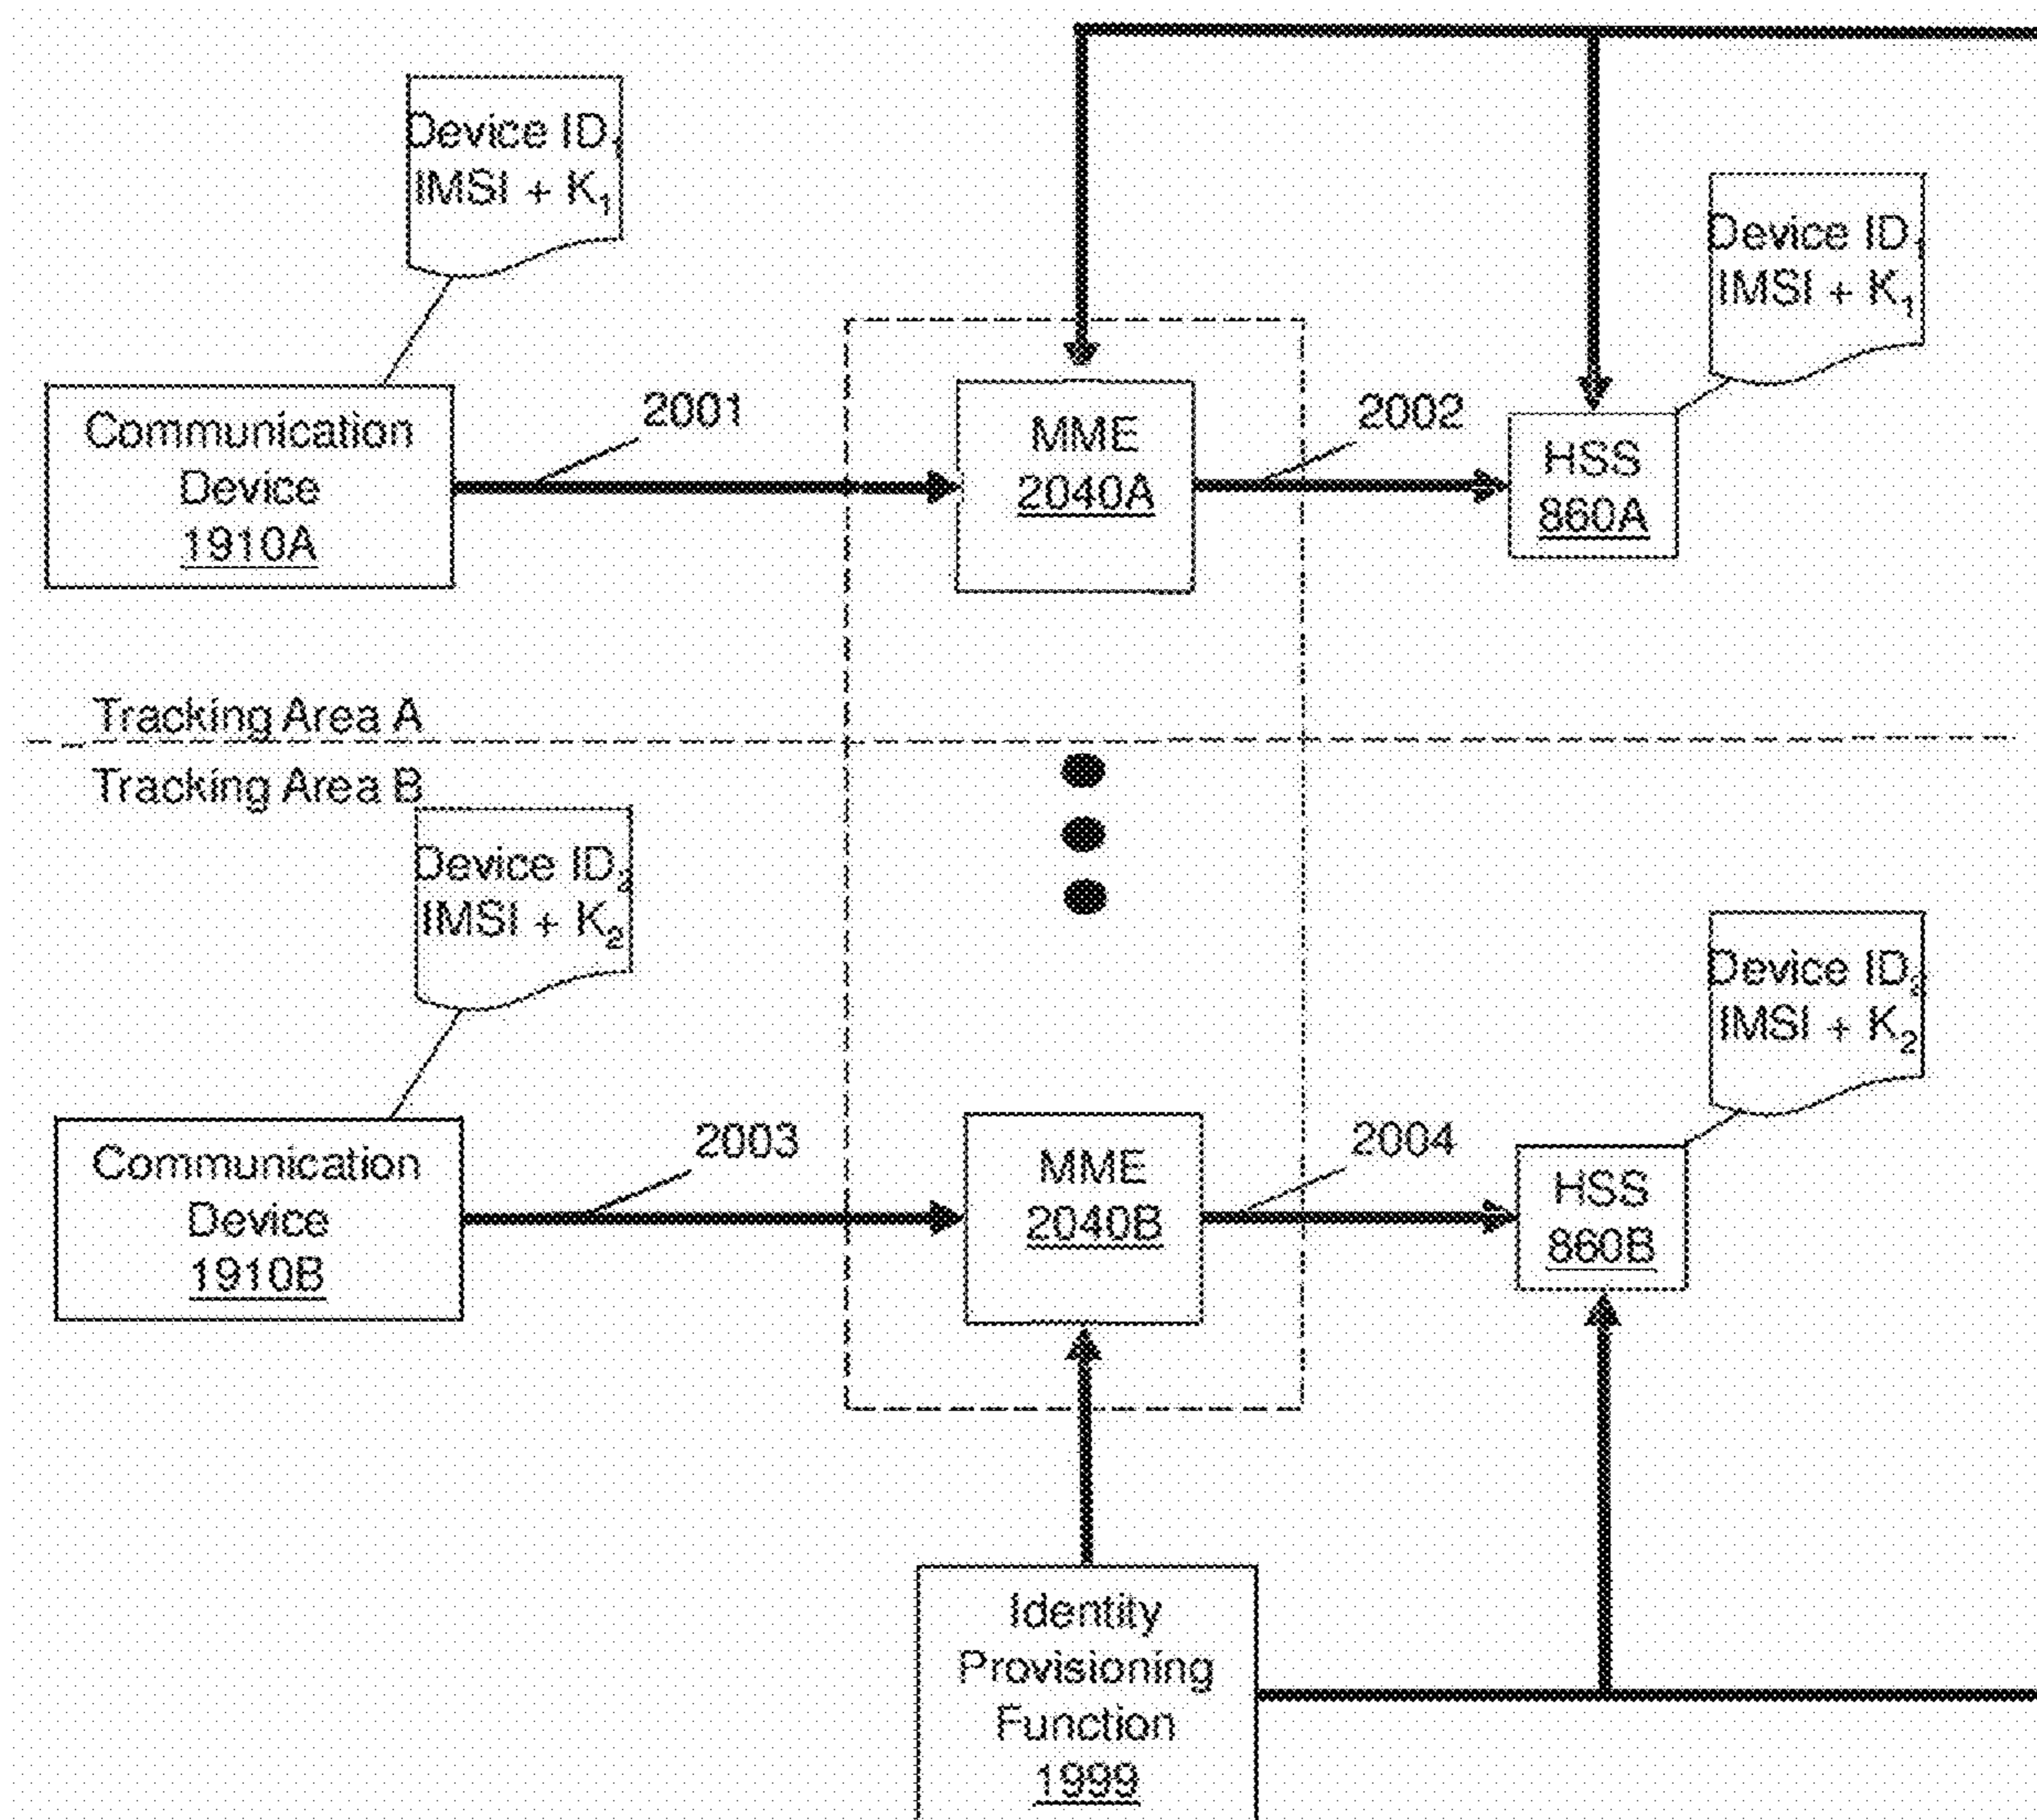 Device ID₁
IMSI + K₁
Device ID₁
IMSI + K₁
Communication
Device
1910A
2001
MME
2040A
2002
HSS
860A
Tracking Area A
Tracking Area B
Device ID₂
IMSI + K₂
Device ID₂
IMSI + K₂
Communication
Device
1910B
2003
MME
2040B
2004
HSS
860B
Identity
Provisioning
Function
1999